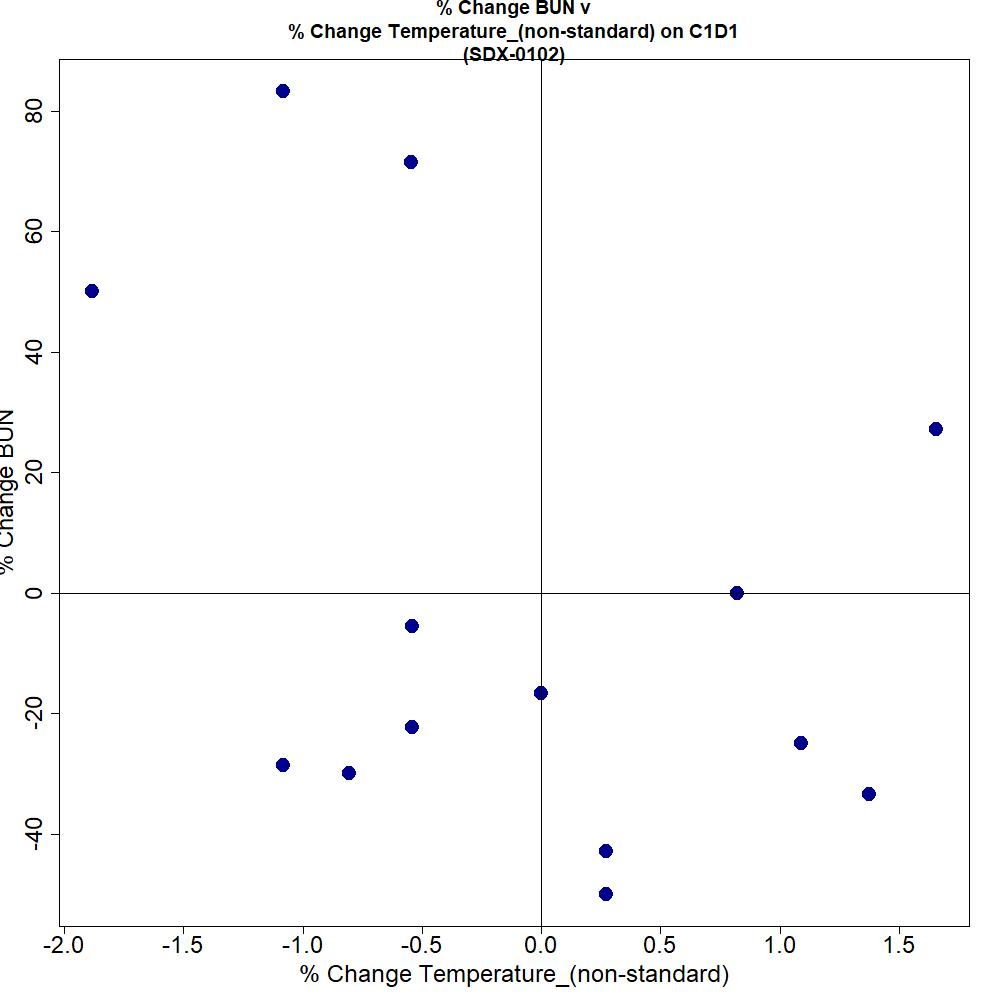 % Change BUN v
% Change Temperature_(non-standard) on C1D1
(SDX-0102)
80
60
40
20
0
-20
-40
% Change BUN
-2.0 -1.5 -1.0 -0.5 0.0 0.5 1.0 1.5
% Change Temperature_(non-standard)